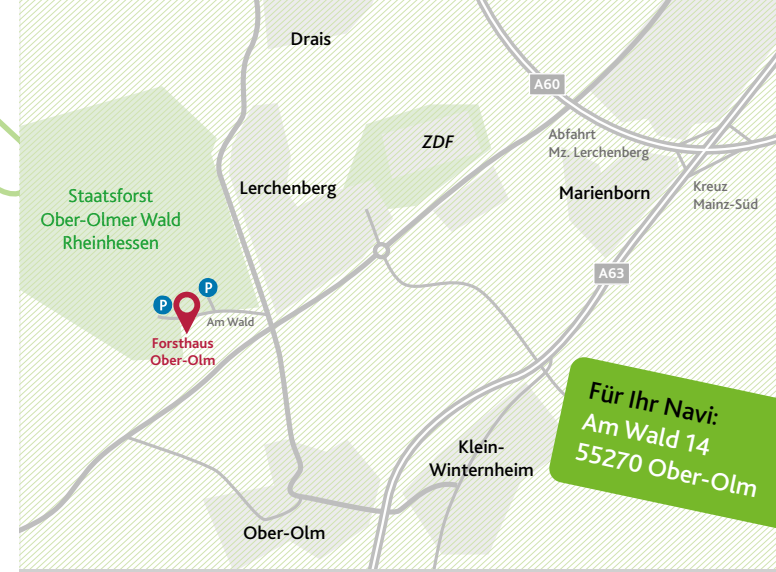 Drais
A60
ZDF
Abfahrt
Mz. Lerchenberg
Lerchenberg
Marienborn
Kreuz
Mainz-Süd
Staatsforst
Ober-Olmer Wald
Rheinhessen
A63
P
P
Am Wald
Forsthaus
Ober-Olm
Für Ihr Navi:
Am Wald 14
55270 Ober-Olm
Klein-
Winternheim
Ober-Olm